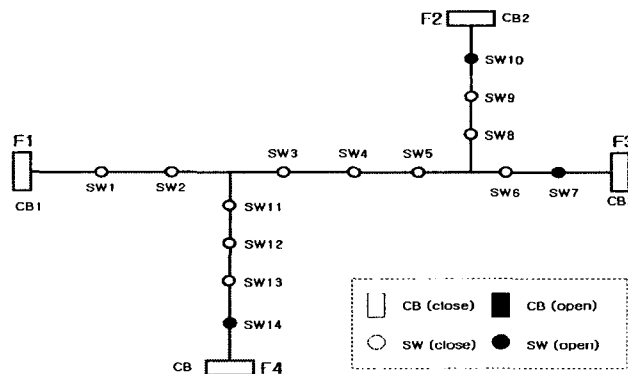 F2 CB2
SW10
SW9
SW8
F1
SW3 SW4 SW5
F3
SW1 SW2
SW6 SW7
CB1
CB
SW11
SW12
SW13
SW14
CB F4
CB (close) CB (open)
SW (close) SW (open)